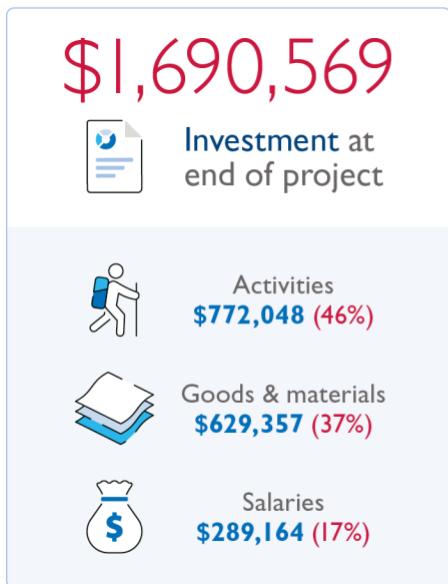 $1,690,569
Investment at
end of project
Activities
$772,048 (46%)
Goods & materials
$629,357 (37%)
Salaries
$
$289,164 (17%)